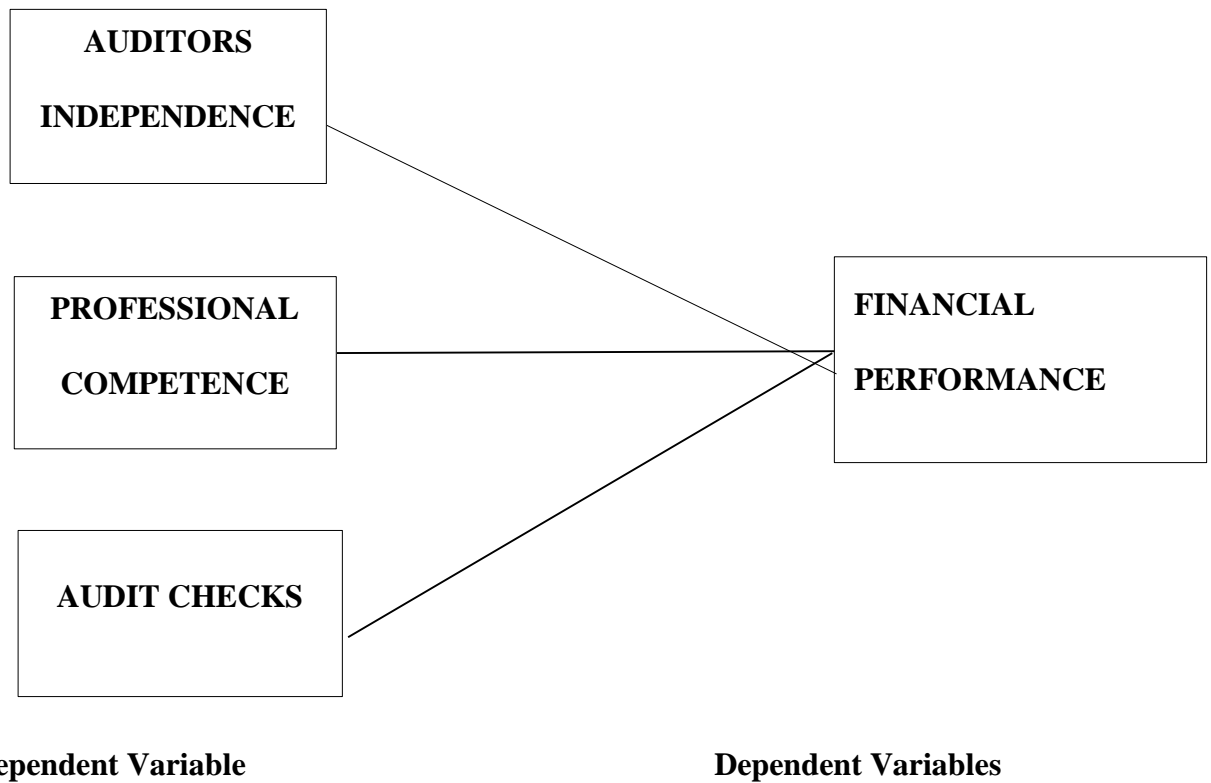 AUDITORS
INDEPENDENCE
PROFESSIONAL
COMPETENCE
FINANCIAL
PERFORMANCE
AUDIT CHECKS
ependent Variable
Dependent Variables